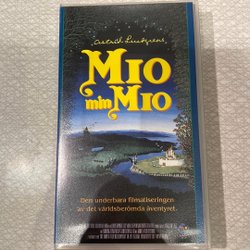 Astrid Lindgrens
MIO
min
MIO
Den underbara filmatiseringen
av det världsberömda äventyret.